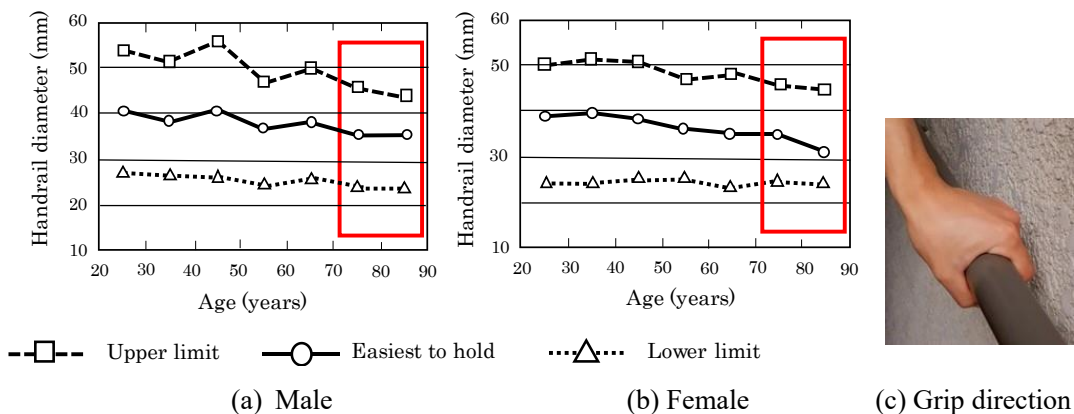 60
50
40
30
20
10
Handrail diameter (mm)
20 30 40 50 60 70 80 90
Age (years)
60
50
40
30
20
10
Handrail diameter (mm)
20 30 40 50 60 70 80 90
Age (years)
Upper limit Easiest to hold Lower limit
(a) Male (b) Female (c) Grip direction